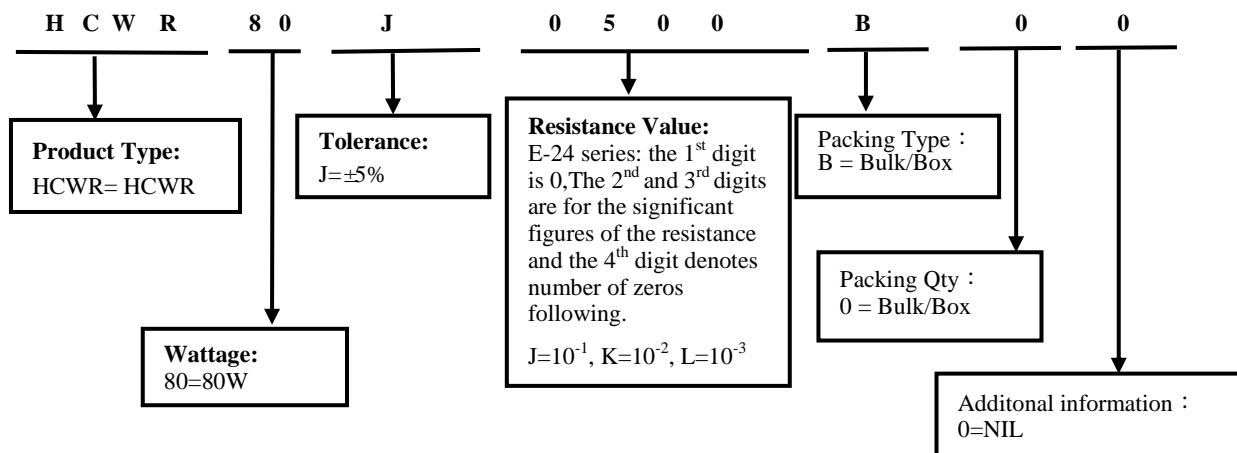 H C W R 8 0 J 0 5 0 0 B 0 0
Product Type:
HCWR= HCWR
Tolerance:
J=±5%
Resistance Value:
E-24 series: the 1st digit
is 0,The 2nd and 3rd digits
are for the significant
figures of the resistance
and the 4th digit denotes
number of zeros
following.
J=10-1, K=10-2, L=10-3
Packing Type：
B = Bulk/Box
Packing Qty：
0 = Bulk/Box
Wattage:
80=80W
Additonal information：
0=NIL